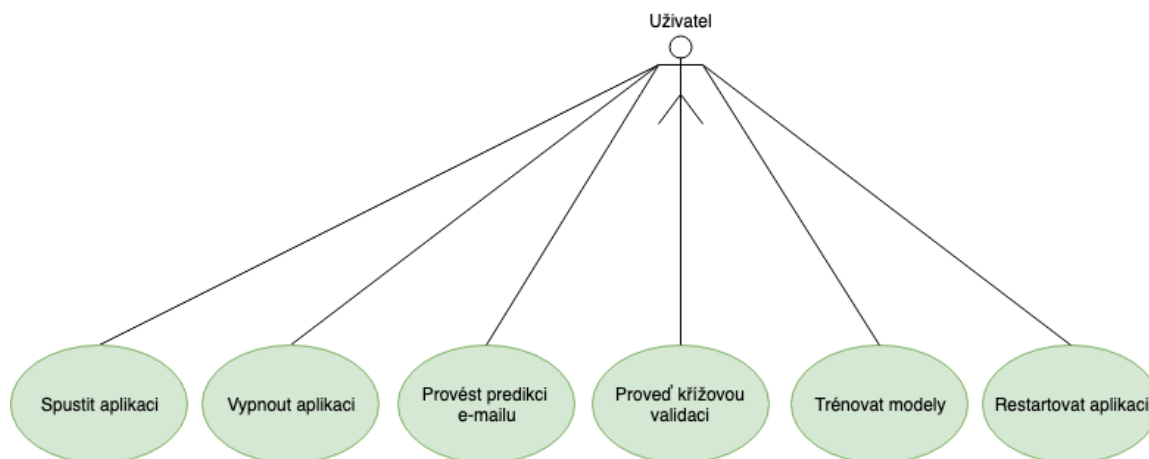 Uživatel
Spustit aplikaci
Vypnout aplikaci
Provést predikci
e-mailu
Proveď křížovou
validaci
Trénovat modely
Restartovat aplikaci